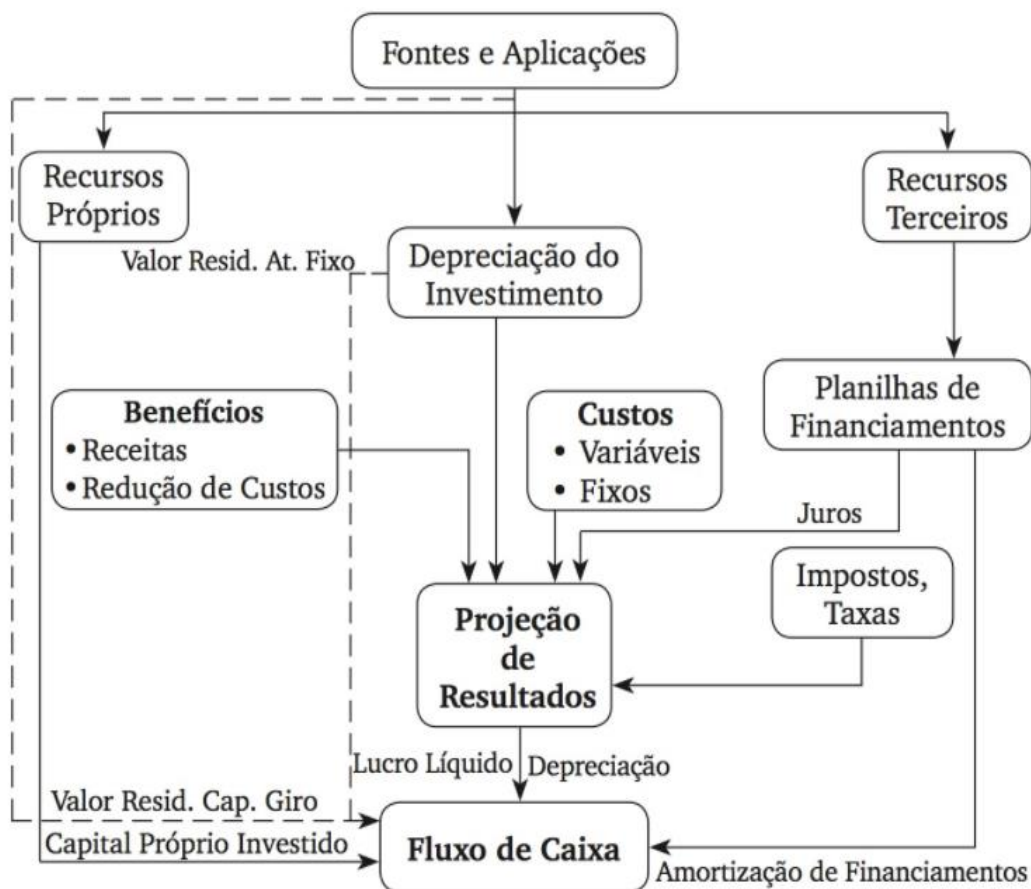 Fontes e Aplicações
Recursos
Próprios
Recursos
Terceiros
Valor Resid. At. Fixo
Depreciação do
Investimento
Benefícios
• Receitas
• Redução de Custos
Custos
• Variáveis
• Fixos
Planilhas de
Financiamentos
Juros
Impostos,
Taxas
Projeção
de
Resultados
Lucro Líquido
Depreciação
Valor Resid. Cap. Giro
Capital Próprio Investido
Fluxo de Caixa
Amortização de Financiamentos